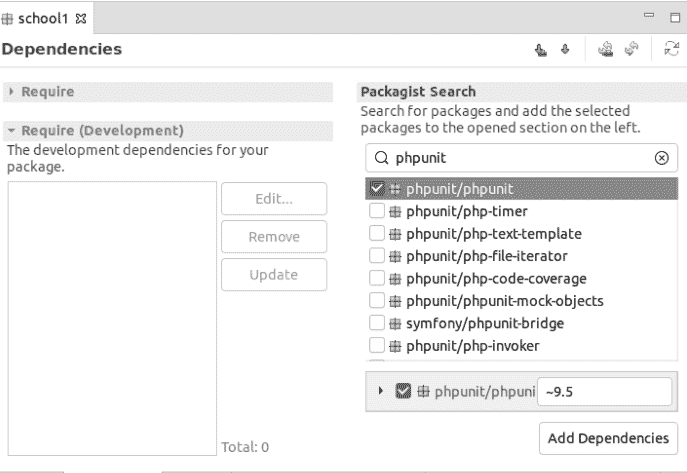 school1
Dependencies
Require
Require (Development)
The development dependencies for your
package.
Edit...
Remove
Update
Total: 0
Packagist Search
Search for packages and add the selected
packages to the opened section on the left.
phpunit
phpunit/phpunit
phpunit/php-timer
phpunit/php-text-template
phpunit/php-file-iterator
phpunit/php-code-coverage
phpunit/phpunit-mock-objects
symfony/phpunit-bridge
phpunit/php-invoker
phpunit/phpuni ~9.5
Add Dependencies